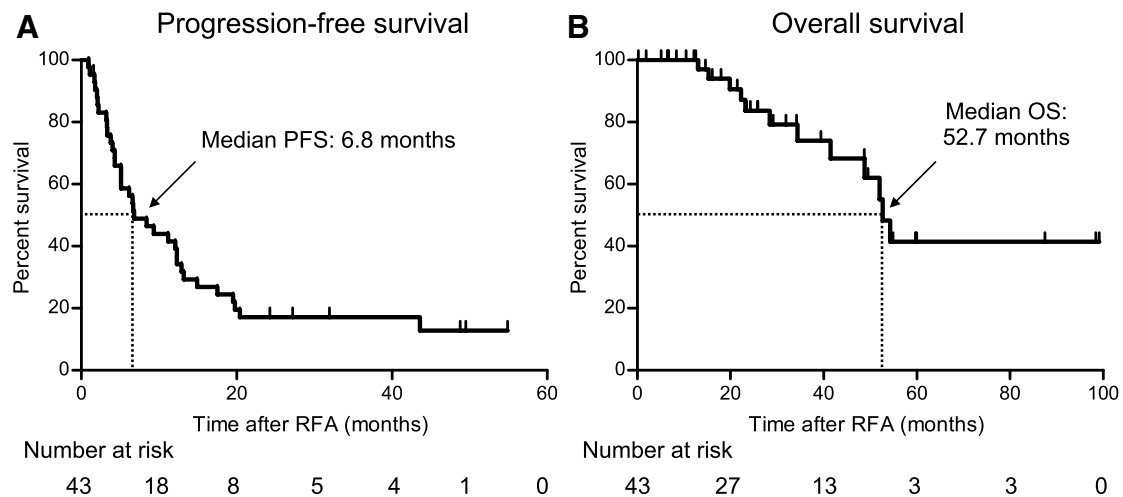 A
Progression-free survival
Percent survival
100
80
60
40
20
0
Median PFS: 6.8 months
0 20 40 60
Time after RFA (months)
Number at risk
43 18 8 5 4 1 0
B
Overall survival
Percent survival
100
80
60
40
20
0
Median OS:
52.7 months
0 20 40 60 80 100
Time after RFA (months)
Number at risk
43 27 13 3 3 0